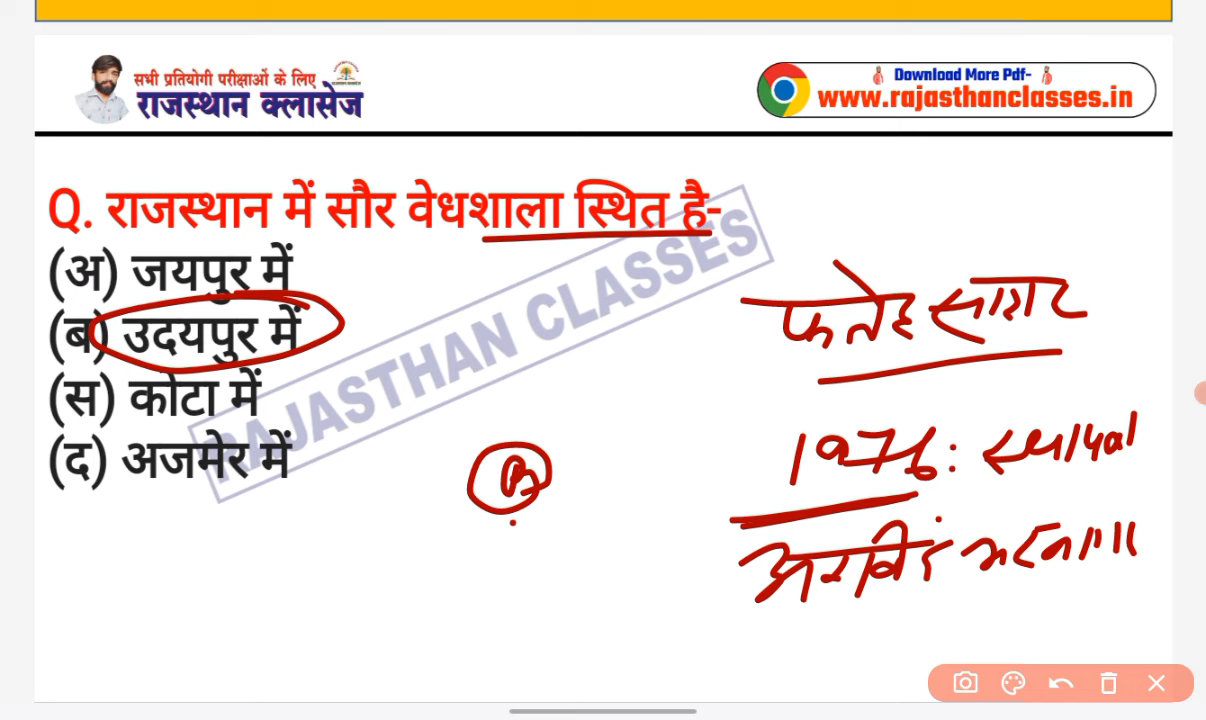 सभी प्रतियोगी परीक्षाओं के लिए
राजस्थान क्लासेज
Download More Pdf-
www.rajasthanclasses.in
Q. राजस्थान में सौर वेधशाला स्थित है-
(अ) जयपुर में
(ब) उदयपुर में
(स) कोटा में
(द) अजमेर में
RAJASTHAN CLASSES
फतेह सागर
1976: स्थापना
B